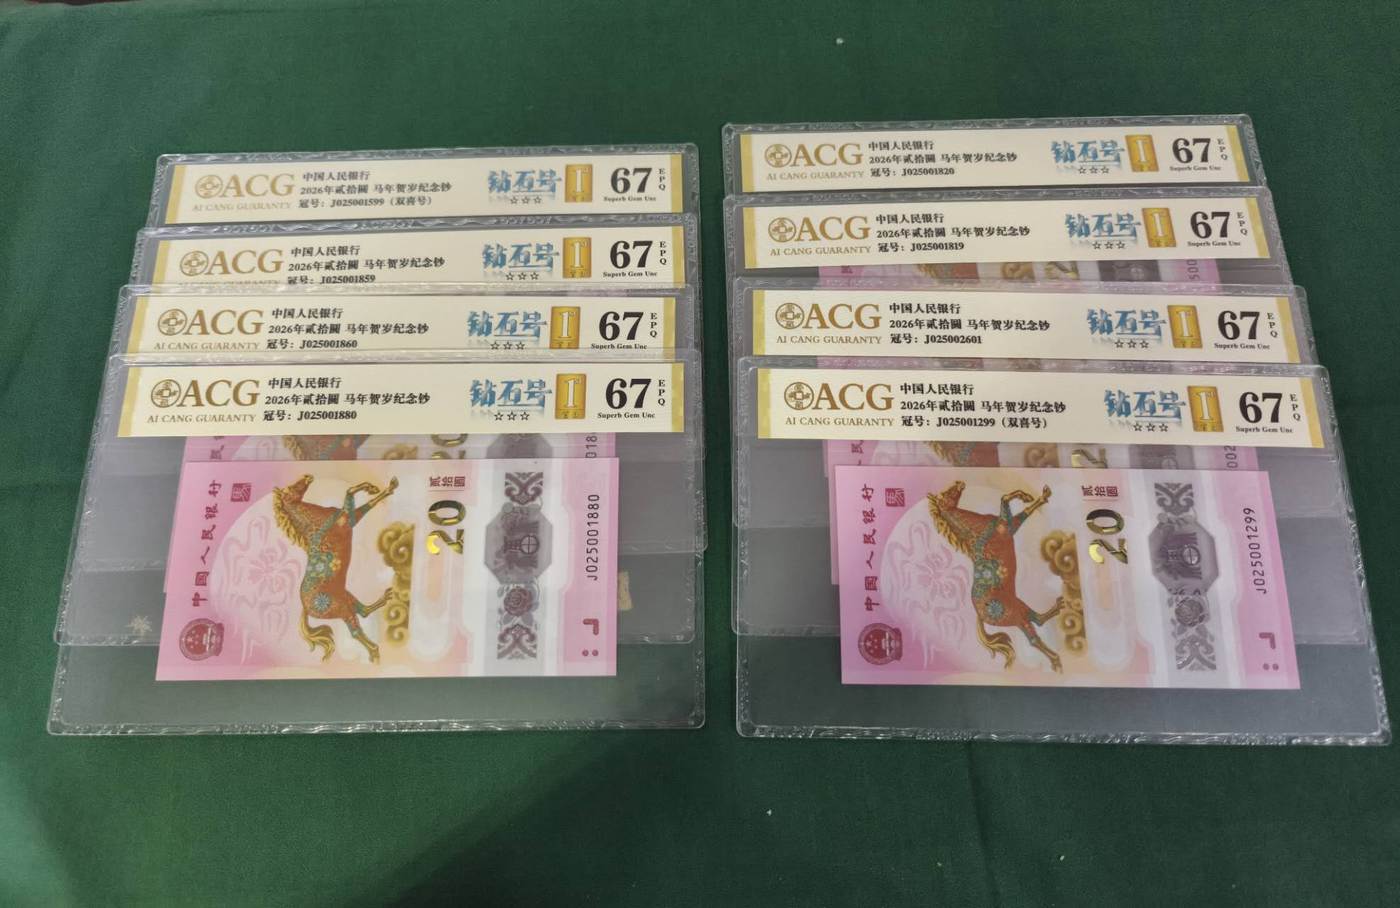 ACG
AI CANG GUARANTY
中国人民银行
2026年贰拾圆 马年贺岁纪念钞
冠号：J025001599（双喜号）
钻石号
☆☆☆
67
EPQ
Superb Gem Unc
ACG
中国人民银行
2026年贰拾圆 马年贺岁纪念钞
冠号：J025001859
钻石号
☆☆☆
67
EPQ
Superb Gem Unc
ACG
AI CANG GUARANTY
中国人民银行
2026年贰拾圆 马年贺岁纪念钞
冠号：J025001860
钻石号
☆☆☆
67
EPQ
Superb Gem Unc
ACG
AI CANG GUARANTY
中国人民银行
2026年贰拾圆 马年贺岁纪念钞
冠号：J025001880
钻石号
☆☆☆
67
EPQ
Superb Gem Unc
中国人民银行
20
贰拾圆
J025001880
ACG
AI CANG GUARANTY
中国人民银行
2026年贰拾圆 马年贺岁纪念钞
冠号：J025001820
钻石号
☆☆☆
67
EPQ
Superb Gem Unc
ACG
AI CANG GUARANTY
中国人民银行
2026年贰拾圆 马年贺岁纪念钞
冠号：J025001819
钻石号
☆☆☆
67
EPQ
Superb Gem Unc
ACG
AI CANG GUARANTY
中国人民银行
2026年贰拾圆 马年贺岁纪念钞
冠号：J025002601
钻石号
☆☆☆
67
EPQ
Superb Gem Unc
ACG
AI CANG GUARANTY
中国人民银行
2026年贰拾圆 马年贺岁纪念钞
冠号：J025001299（双喜号）
钻石号
☆☆☆
67
EPQ
Superb Gem Unc
中国人民银行
20
贰拾圆
J025001299